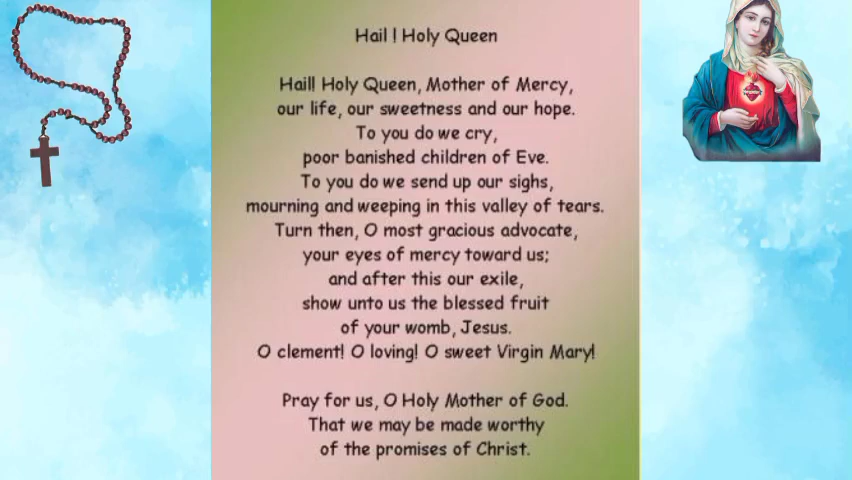 Hail ! Holy Queen
Hail! Holy Queen, Mother of Mercy,
our life, our sweetness and our hope.
To you do we cry,
poor banished children of Eve.
To you do we send up our sighs,
mourning and weeping in this valley of tears.
Turn then, O most gracious advocate,
your eyes of mercy toward us;
and after this our exile,
show unto us the blessed fruit
of your womb, Jesus.
O clement! O loving! O sweet Virgin Mary!
Pray for us, O Holy Mother of God.
That we may be made worthy
of the promises of Christ.